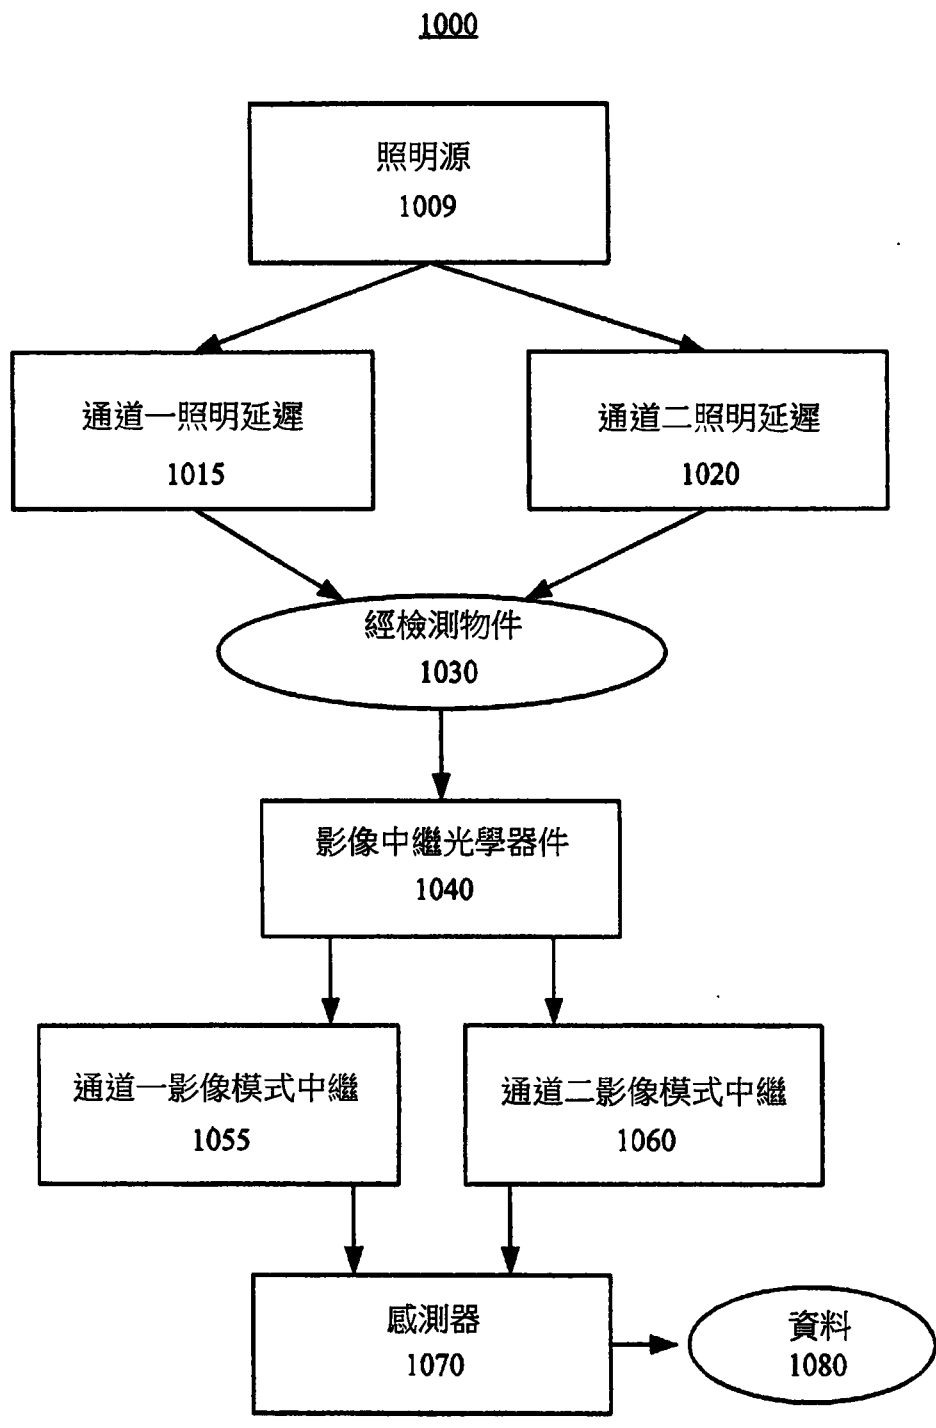 1000
照明源
1009
通道一照明延遲
1015
通道二照明延遲
1020
經檢測物件
1030
影像中繼光學器件
1040
通道一影像模式中繼
1055
通道二影像模式中繼
1060
感測器
1070
資料
1080